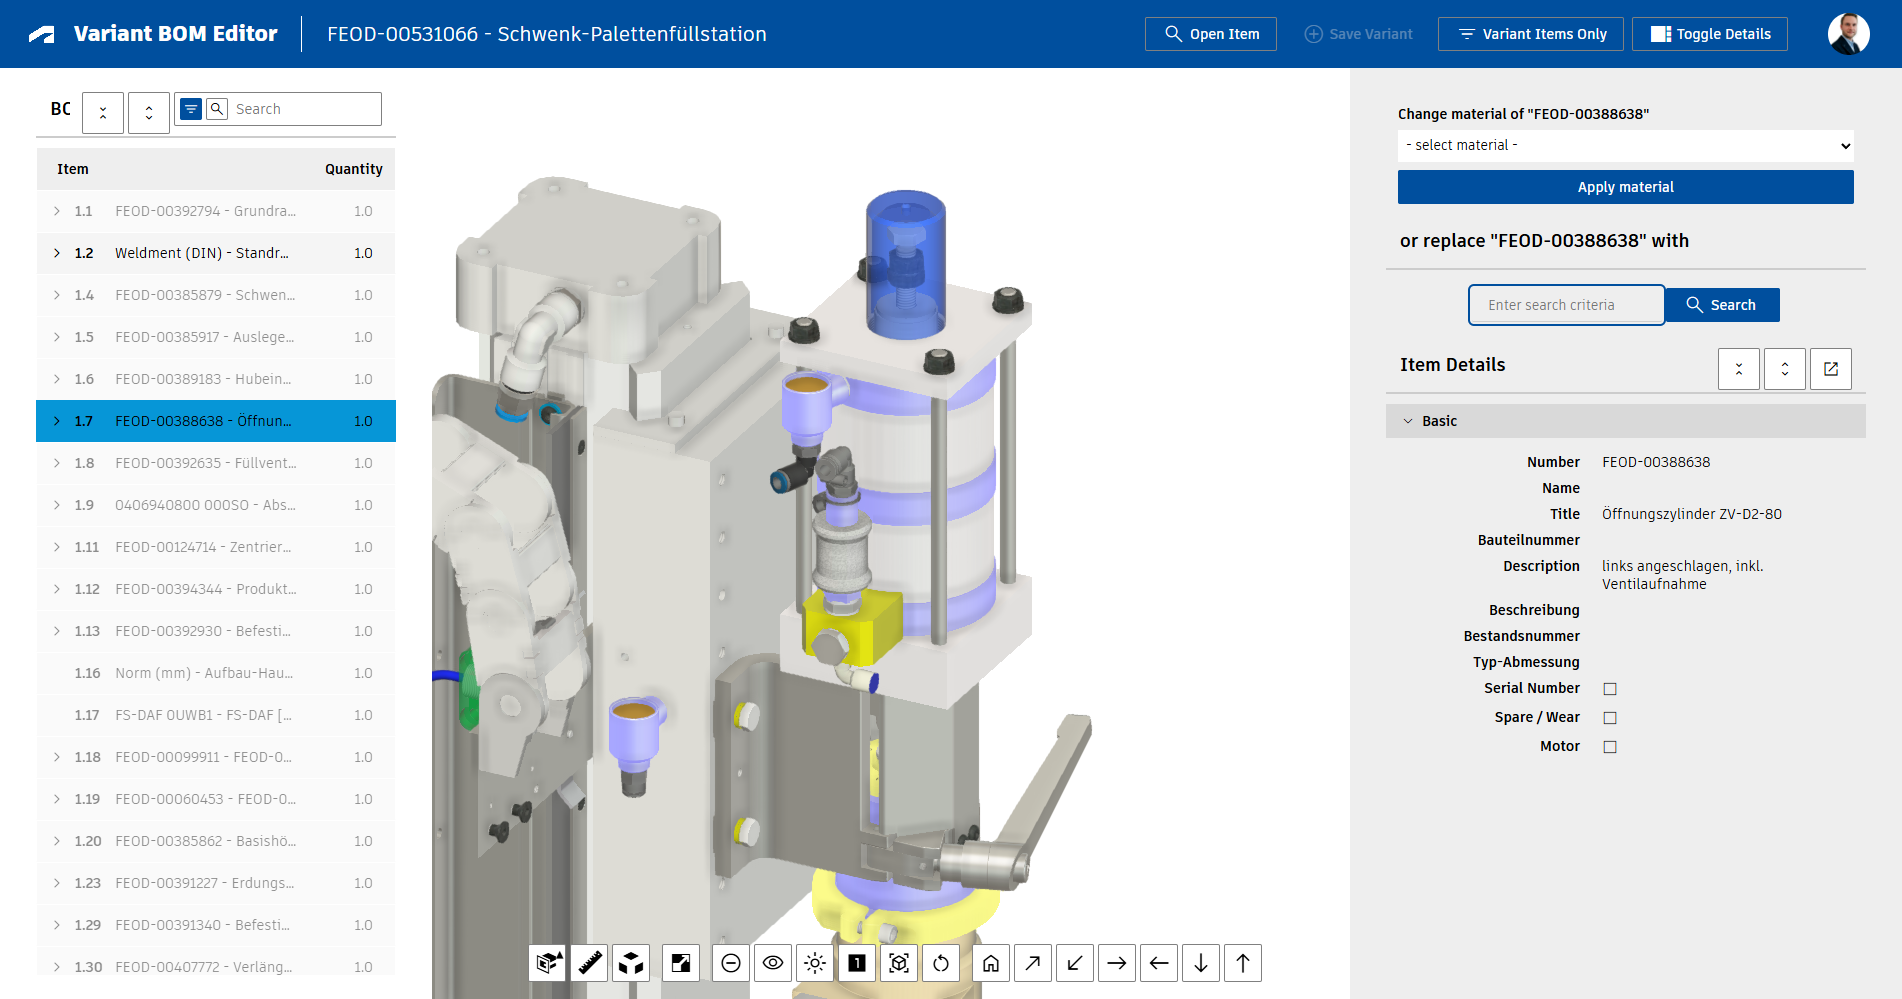 Variant BOM Editor
FEOD-00531066 - Schwenk-Palettenfüllstation
Open Item
Save Variant
Variant Items Only
Toggle Details
Search
Item Quantity
1.1 FEOD-00392794 - Grundra... 1.0
1.2 Weldment (DIN) - Standr... 1.0
1.4 FEOD-00385879 - Schwen... 1.0
1.5 FEOD-00385917 - Auslege... 1.0
1.6 FEOD-00389183 - Hubein... 1.0
1.7 FEOD-00388638 - Öffnun... 1.0
1.8 FEOD-00392635 - Füllvent... 1.0
1.9 0406940800 000SO - Abs... 1.0
1.11 FEOD-00124714 - Zentrier... 1.0
1.12 FEOD-00394344 - Produkt... 1.0
1.13 FEOD-00392930 - Befesti... 1.0
1.16 Norm (mm) - Aufbau-Hau... 1.0
1.17 FS-DAF 0UWB1 - FS-DAF [... 1.0
1.18 FEOD-00099911 - FEOD-0... 1.0
1.19 FEOD-00060453 - FEOD-0... 1.0
1.20 FEOD-00385862 - Basishö... 1.0
1.23 FEOD-00391227 - Erdungs... 1.0
1.29 FEOD-00391340 - Befesti... 1.0
1.30 FEOD-00407772 - Verläng... 1.0
1
Change material of "FEOD-00388638"
- select material -
Apply material
or replace "FEOD-00388638" with
Enter search criteria
Search
Item Details
Basic
Number FEOD-00388638
Name
Title Öffnungszylinder ZV-D2-80
Bauteilnummer
Description links angeschlagen, inkl.
Ventilaufnahme
Beschreibung
Bestandsnummer
Typ-Abmessung
Serial Number
Spare / Wear
Motor